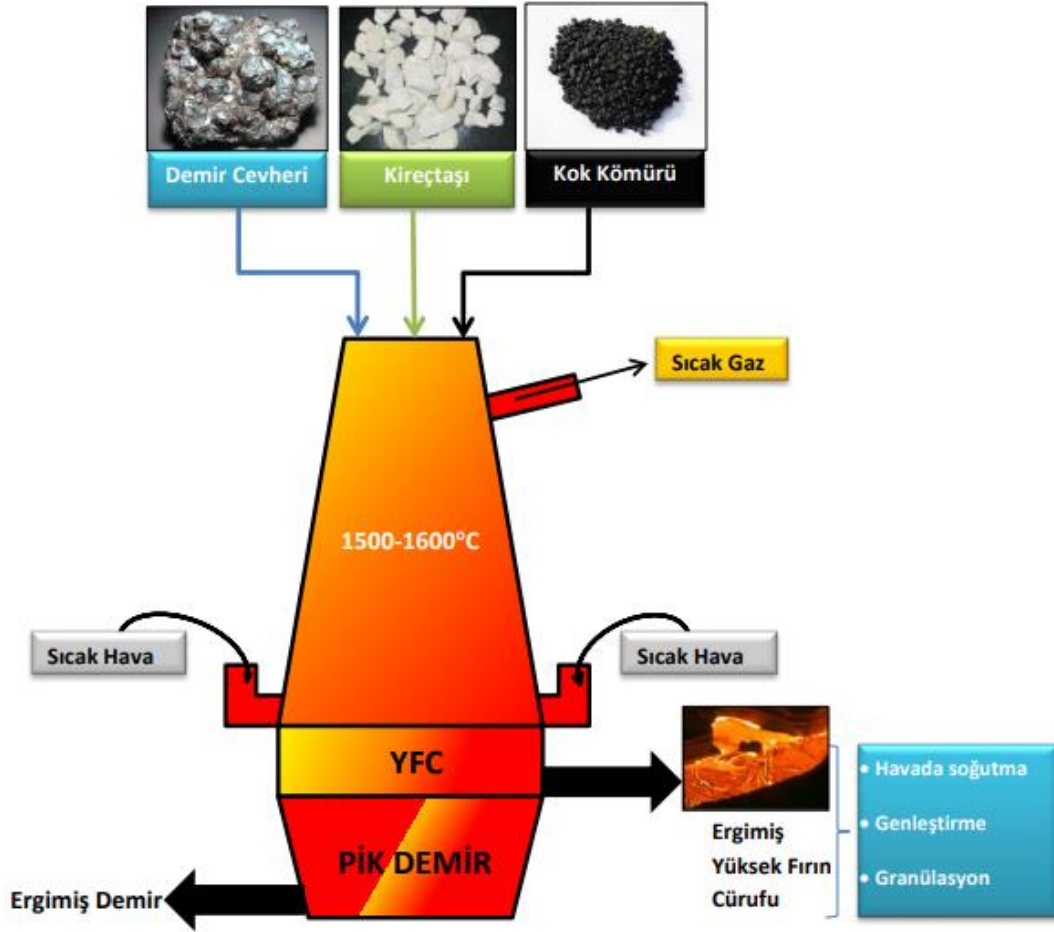 Demir Cevheri
Kireçtaşı
Kok Kömürü
Sıcak Gaz
1500-1600°C
Sıcak Hava
Sıcak Hava
YFC
PİK DEMİR
Ergimiş Demir
Ergimiş
Yüksek Fırın
Cürufu
• Havada soğutma
• Genleştirme
• Granülasyon